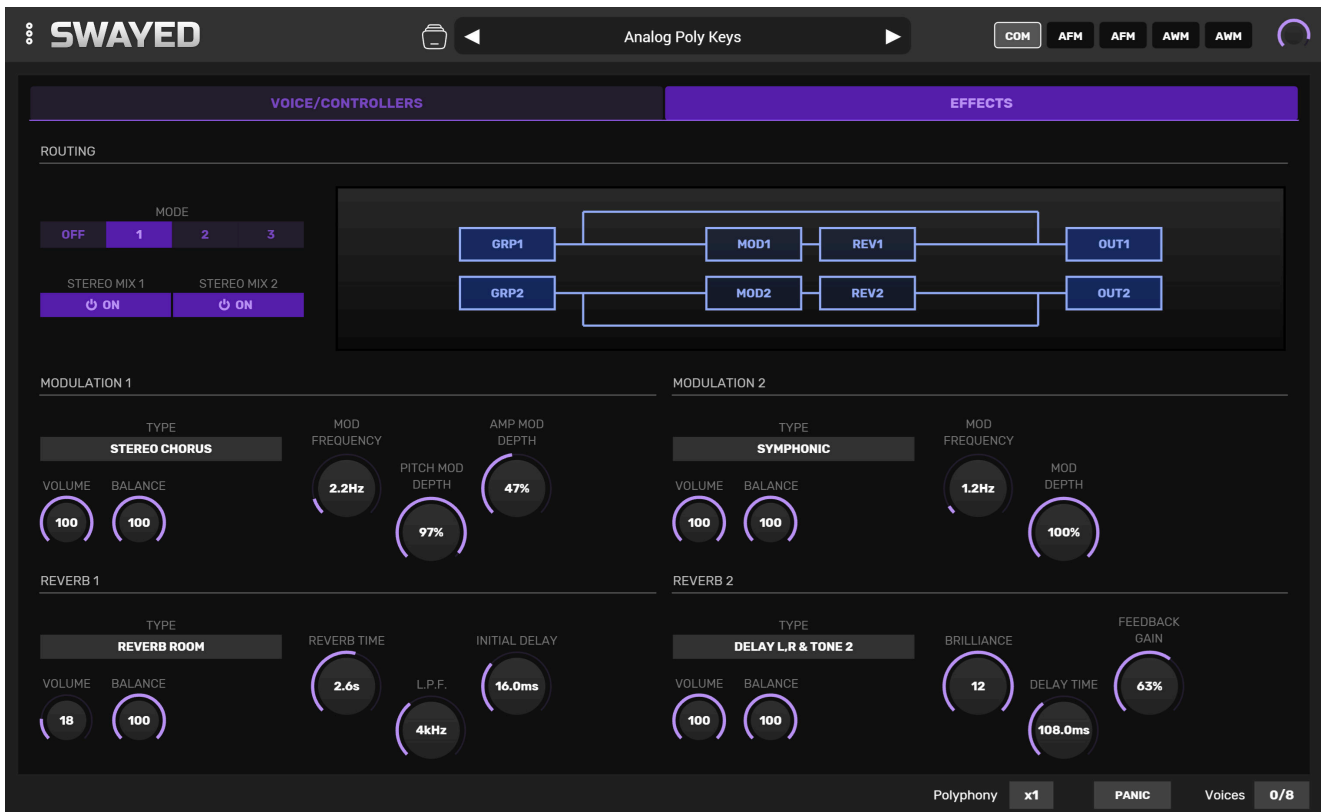 SWAYED
Analog Poly Keys
COM AFM AFM AWM AWM
VOICE/CONTROLLERS EFFECTS
ROUTING
MODE
OFF 1 2 3
STEREO MIX 1 STEREO MIX 2
ON ON
GRP1 MOD1 REV1 OUT1
GRP2 MOD2 REV2 OUT2
MODULATION 1
TYPE
STEREO CHORUS
VOLUME BALANCE
100 100
MOD
FREQUENCY
2.2Hz
PITCH MOD
DEPTH
97%
AMP MOD
DEPTH
47%
MODULATION 2
TYPE
SYMPHONIC
VOLUME BALANCE
100 100
MOD
FREQUENCY
1.2Hz
MOD
DEPTH
100%
REVERB 1
TYPE
REVERB ROOM
VOLUME BALANCE
18 100
REVERB TIME
2.6s
L.P.F.
4kHz
INITIAL DELAY
16.0ms
REVERB 2
TYPE
DELAY L,R & TONE 2
VOLUME BALANCE
100 100
BRILLIANCE
12
DELAY TIME
108.0ms
FEEDBACK
GAIN
63%
Polyphony x1 PANIC Voices 0/8